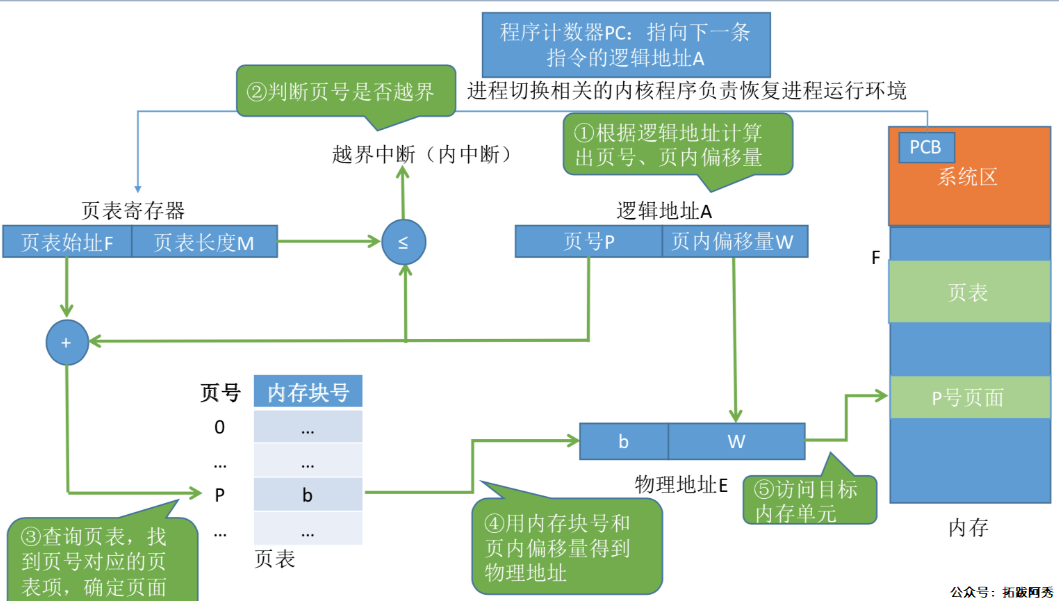 程序计数器PC：指向下一条
指令的逻辑地址A
②判断页号是否越界
进程切换相关的内核程序负责恢复进程运行环境
①根据逻辑地址计算
出页号、页内偏移量
越界中断（内中断）
PCB
系统区
页表寄存器
逻辑地址A
页表始址F
页表长度M
≤
页号P
页内偏移量W
F
页表
+
页号
内存块号
0
...
...
...
P
b
...
...
页表
b
W
物理地址E
P号页面
③查询页表，找
到页号对应的页
表项，确定页面
④用内存块号和
页内偏移量得到
物理地址
⑤访问目标
内存单元
内存
公众号：拓跋阿秀